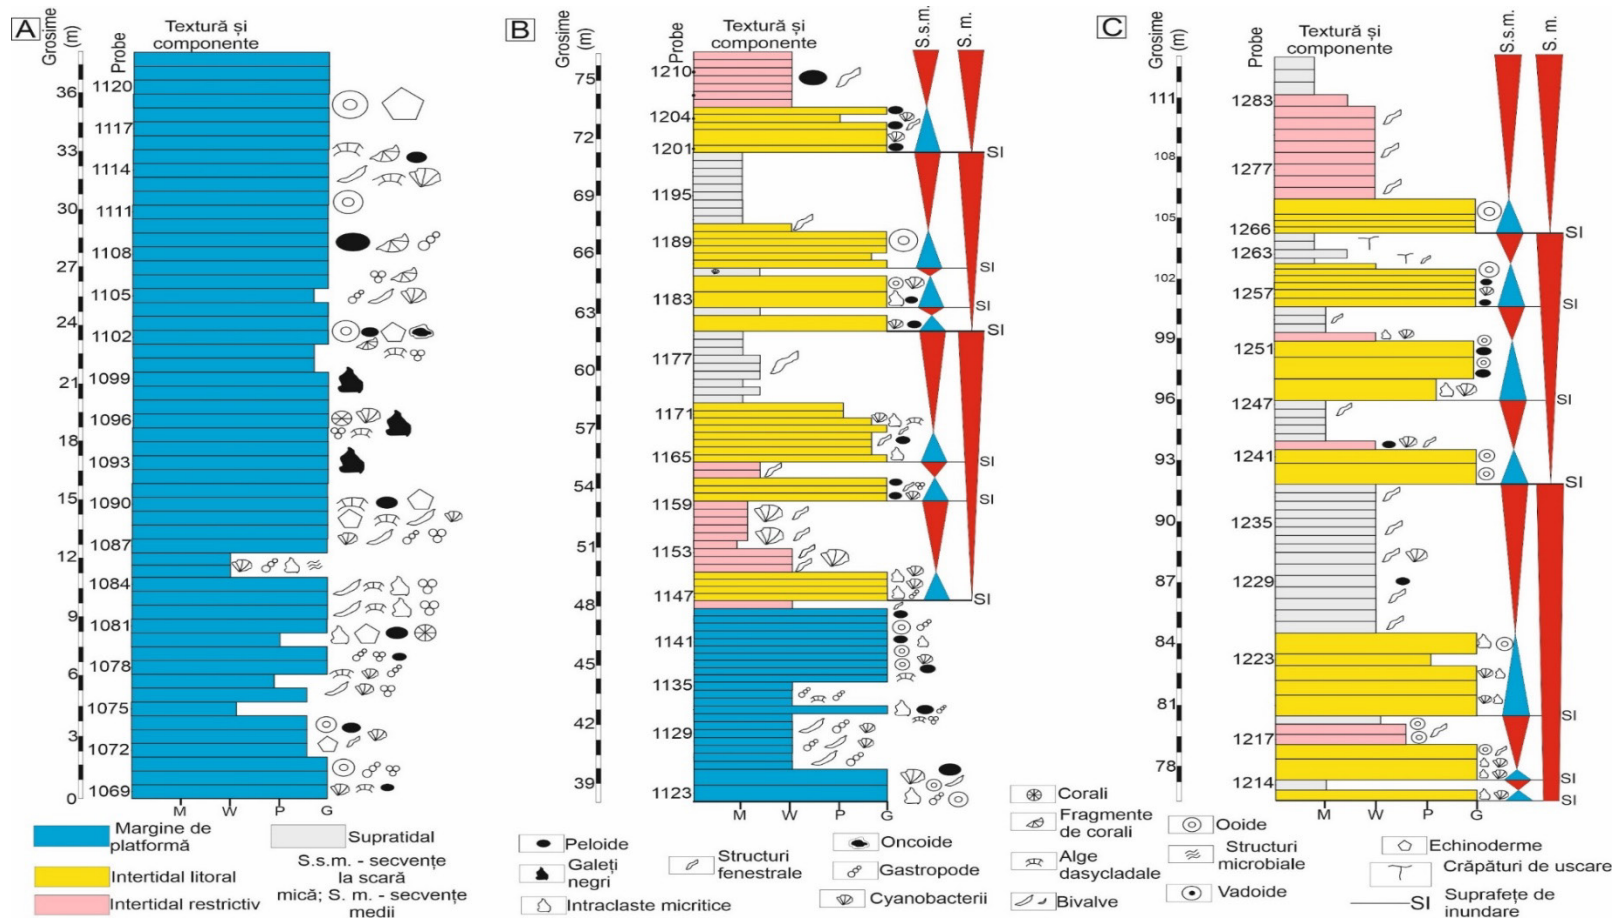 A
Grosime (m)
Probe
Textură și
componente
36
33
30
27
24
21
18
15
12
9
6
3
0
1120
1117
1114
1111
1108
1105
1102
1099
1096
1093
1090
1087
1084
1081
1078
1075
1072
1069
M W P G
B
Grosime (m)
Probe
Textură și
componente
S.s.m.
S. m.
75
72
69
66
63
60
57
54
51
48
45
42
39
1210
1204
1201
1195
1189
1183
1177
1171
1165
1159
1153
1147
1141
1135
1129
1123
SI
SI
SI
SI
SI
SI
SI
M W P G
C
Grosime (m)
Textură și
componente
S.s.m.
S. m.
111
108
105
102
99
96
93
90
87
84
81
78
1283
1277
1266
1263
1257
1251
1247
1241
1235
1229
1223
1217
1214
SI
SI
SI
SI
SI
SI
SI
M W P G
Margine de
platformă
Intertidal litoral
Intertidal restrictiv
Supratidal
S.s.m. - secvențe
la scară
mică; S. m. - secvențe
medii
Peloide
Galeți
negri
Intraclaste micritice
Structuri
fenestrale
Oncoide
Gastropode
Cyanobacterii
Corali
Fragmente
de corali
Alge
dasycladale
Bivalve
Ooide
Structuri
microbiale
Vadoide
Echinoderme
Crăpături de uscare
SI
Suprafețe de
inundare